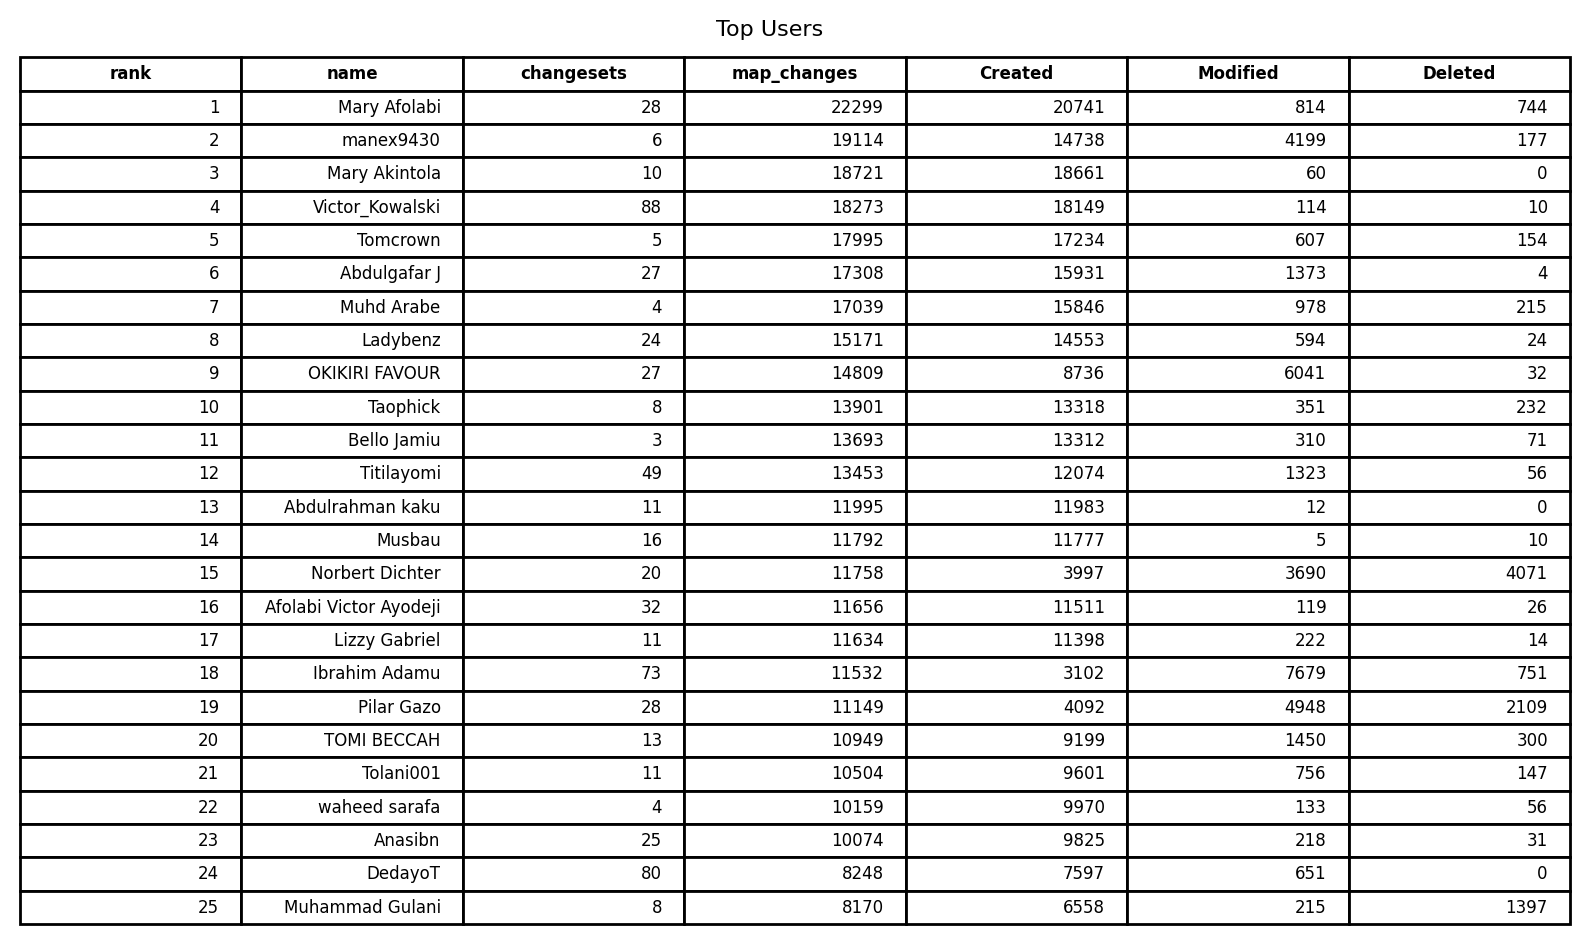 Top Users
rank name changesets map_changes Created Modified Deleted
1 Mary Afolabi 28 22299 20741 814 744
2 manex9430 6 19114 14738 4199 177
3 Mary Akintola 10 18721 18661 60 0
4 Victor_Kowalski 88 18273 18149 114 10
5 Tomcrown 5 17995 17234 607 154
6 Abdulgafar J 27 17308 15931 1373 4
7 Muhd Arabe 4 17039 15846 978 215
8 Ladybenz 24 15171 14553 594 24
9 OKIKIRI FAVOUR 27 14809 8736 6041 32
10 Taophick 8 13901 13318 351 232
11 Bello Jamiu 3 13693 13312 310 71
12 Titilayomi 49 13453 12074 1323 56
13 Abdulrahman kaku 11 11995 11983 12 0
14 Musbau 16 11792 11777 5 10
15 Norbert Dichter 20 11758 3997 3690 4071
16 Afolabi Victor Ayodeji 32 11656 11511 119 26
17 Lizzy Gabriel 11 11634 11398 222 14
18 Ibrahim Adamu 73 11532 3102 7679 751
19 Pilar Gazo 28 11149 4092 4948 2109
20 TOMI BECCAH 13 10949 9199 1450 300
21 Tolani001 11 10504 9601 756 147
22 waheed sarafa 4 10159 9970 133 56
23 Anasibn 25 10074 9825 218 31
24 DedayoT 80 8248 7597 651 0
25 Muhammad Gulani 8 8170 6558 215 1397